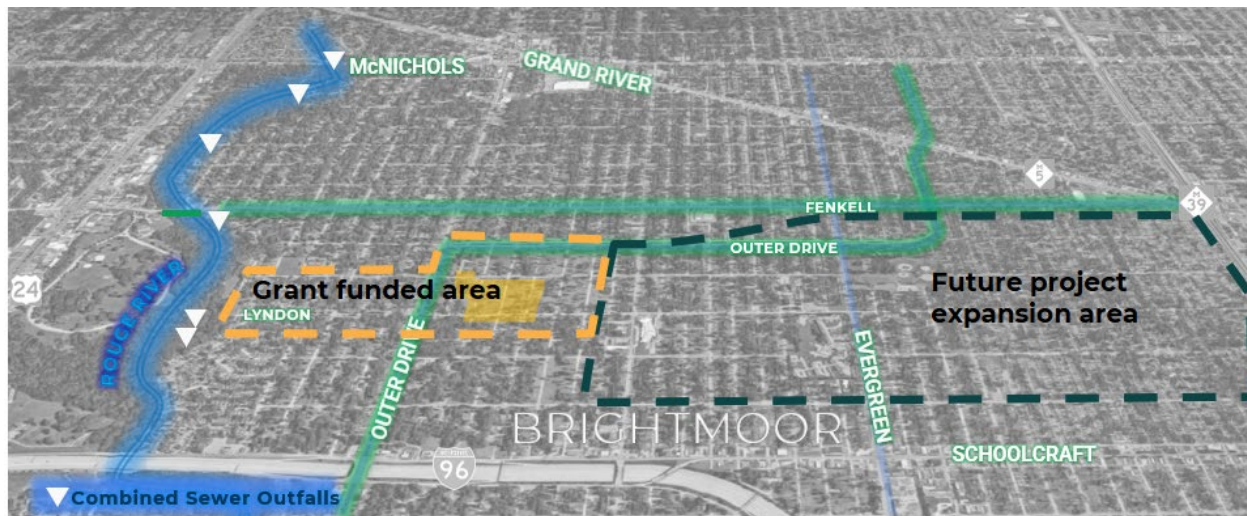 McNICHOLS
GRAND RIVER
M
5
FENKELL
M
39
OUTER DRIVE
ROUGE RIVER
24
Grant funded area
LYNDON
Future project
expansion area
OUTER DRIVE
EVERGREEN
BRIGHTMOOR
96
SCHOOLCRAFT
Combined Sewer Outfalls